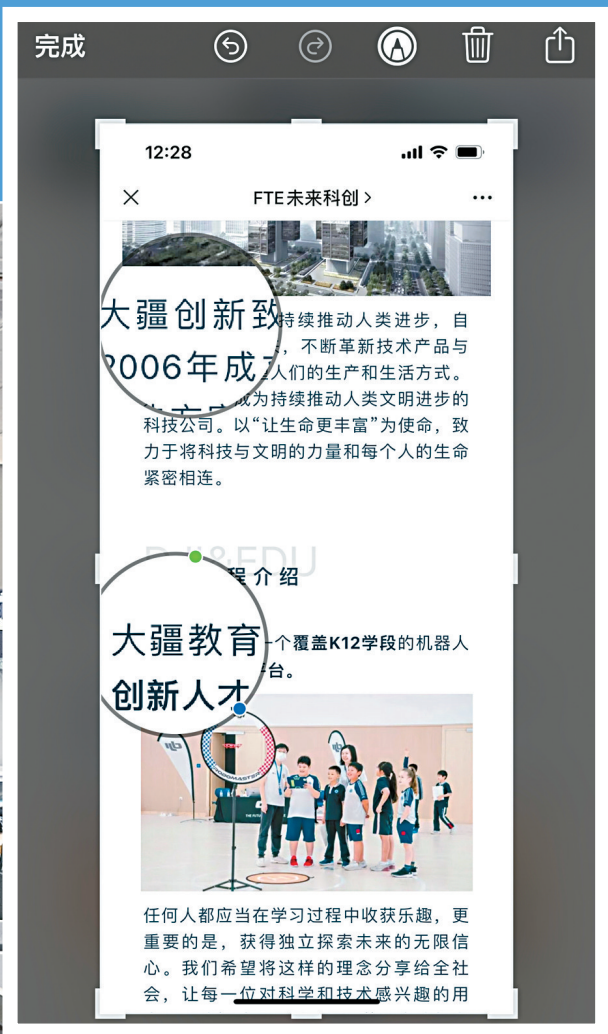 完成
12:28
FTE未来科创 >
大疆创新致
持续推动人类进步，自
2006年成
，不断革新技术产品与
人们的生产和生活方式。
成为持续推动人类文明进步的
科技公司。以“让生命更丰富”为使命，致
力于将科技与文明的力量和每个人的生命
紧密相连。
&EDU
程介绍
大疆教育
一个覆盖K12学段的机器人
创新人才
平台。
dji
ROBOMASTER
任何人都应当在学习过程中收获乐趣，更
重要的是，获得独立探索未来的无限信
心。我们希望将这样的理念分享给全社
会，让每一位对科学和技术感兴趣的用